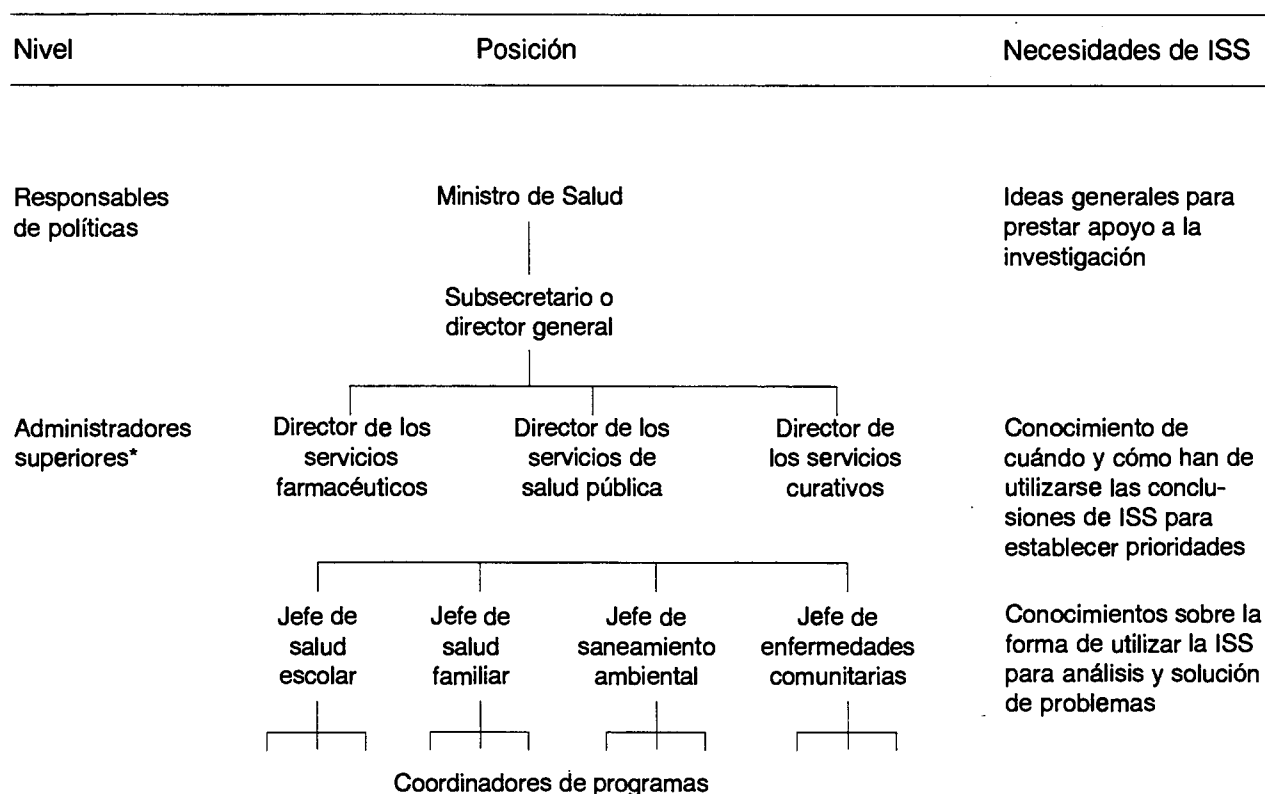 Nivel Posición Necesidades de ISS
Responsables
de políticas
Ministro de Salud
Ideas generales para
prestar apoyo a la
investigación
Subsecretario o
director general
Administradores
superiores*
Director de los
servicios
farmacéuticos
Director de los
servicios de
salud pública
Director de
los servicios
curativos
Conocimiento de
cuándo y cómo han de
utilizarse las conclu-
siones de ISS para
establecer prioridades
Jefe de
salud
escolar
Jefe de
salud
familiar
Jefe de
saneamiento
ambiental
Jefe de
enfermedades
comunitarias
Conocimientos sobre la
forma de utilizar la ISS
para análisis y solución
de problemas
Coordinadores de programas